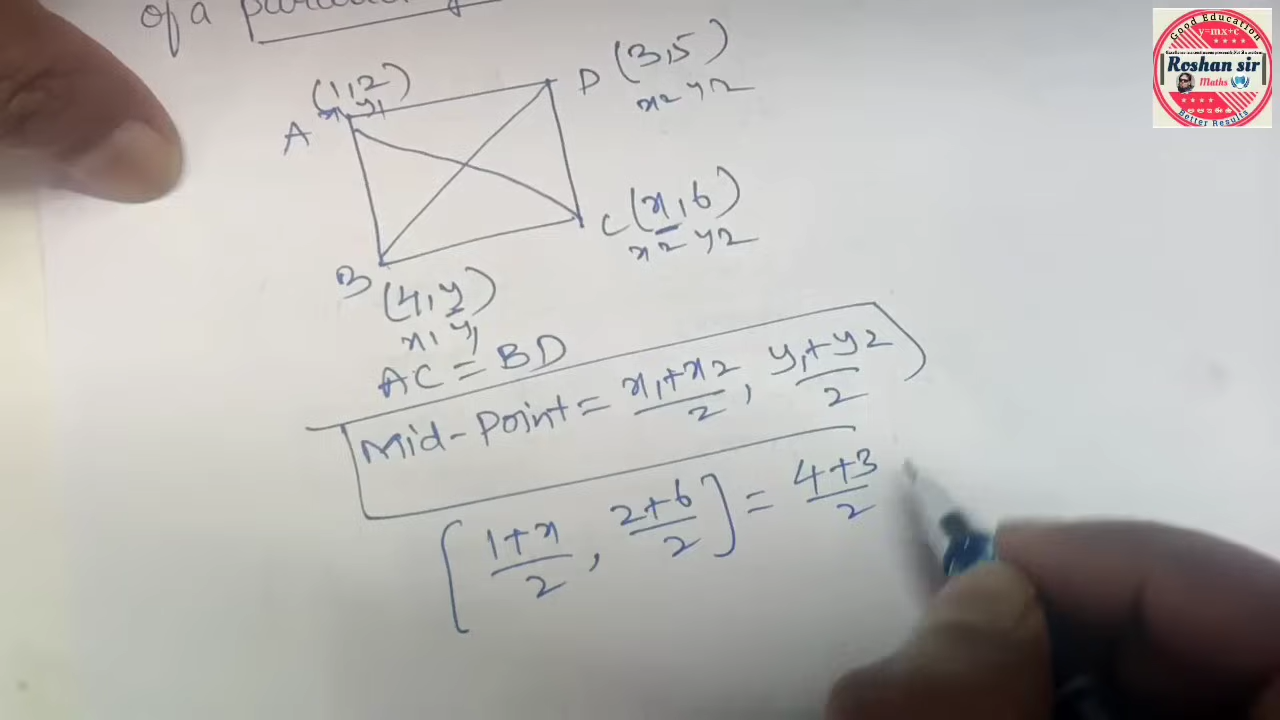 of a
(1,2)
x1 y1
A
D (3,5)
x2 y2
C (x,6)
x2 y2
B
(4,y)
x1 y1
AC = BD
Mid-Point = x1+x2/2, y1+y2/2)
[1+x/2, 2+6/2] = 4+3/2
Good Education
y=mx+c
Roshan sir
Maths
Better Results